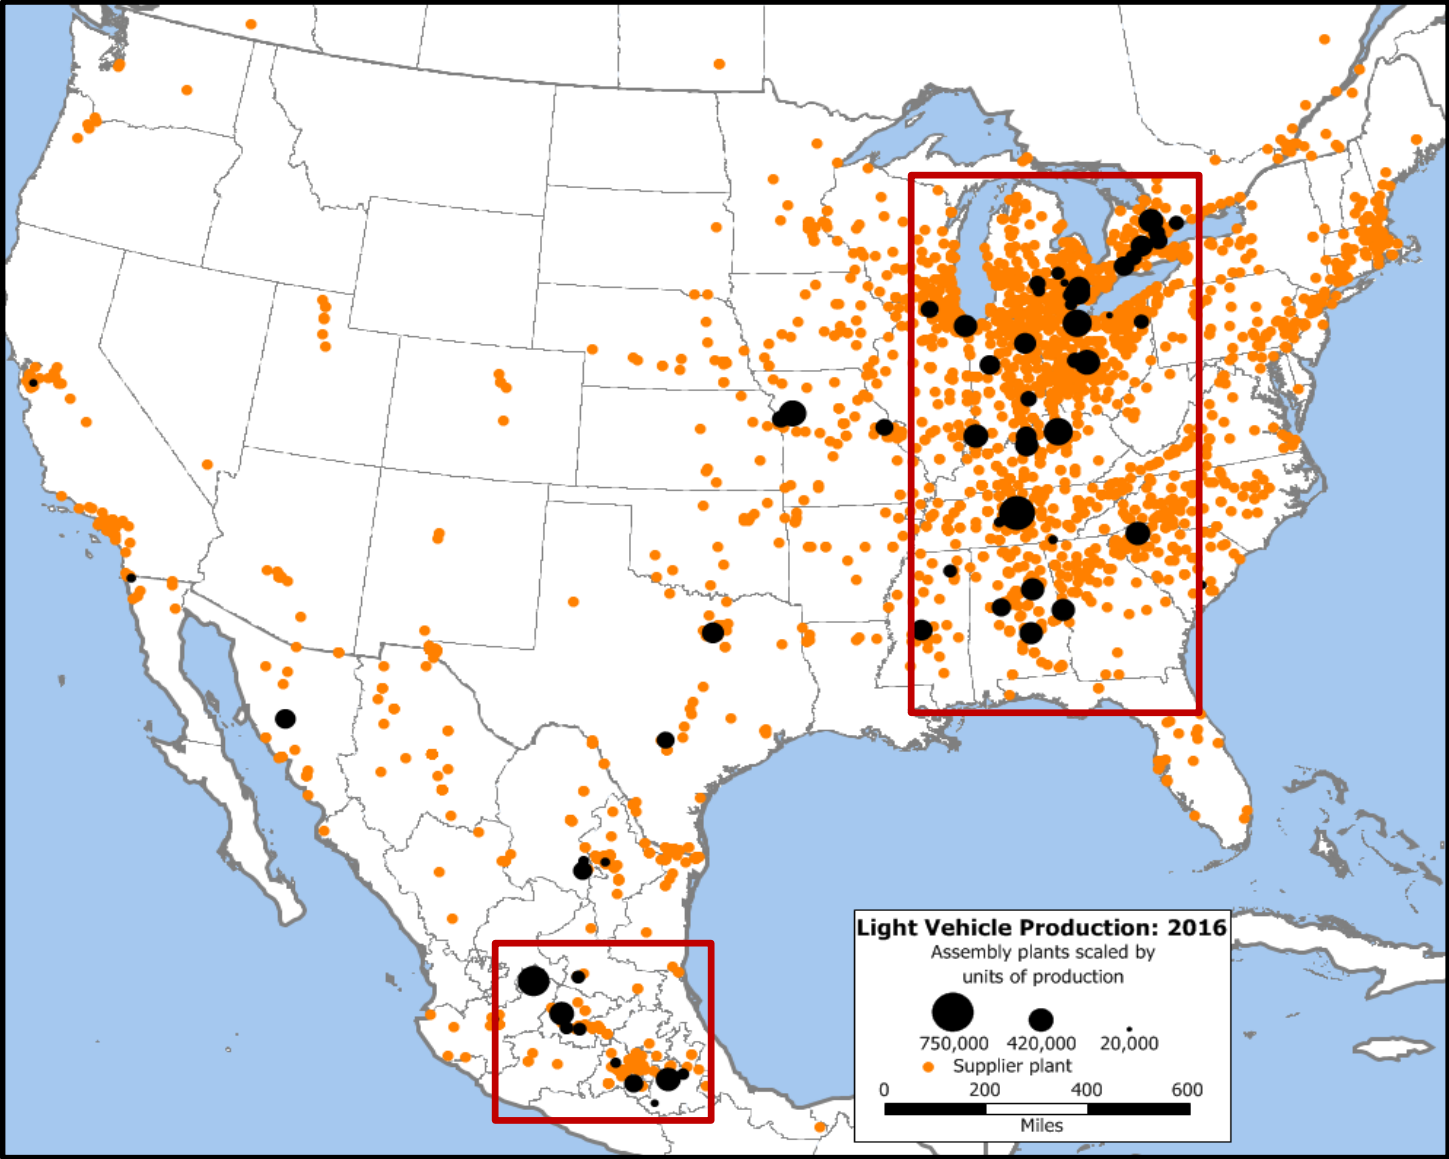 Light Vehicle Production: 2016
Assembly plants scaled by
units of production
750,000 420,000 20,000
Supplier plant
0 200 400 600
Miles